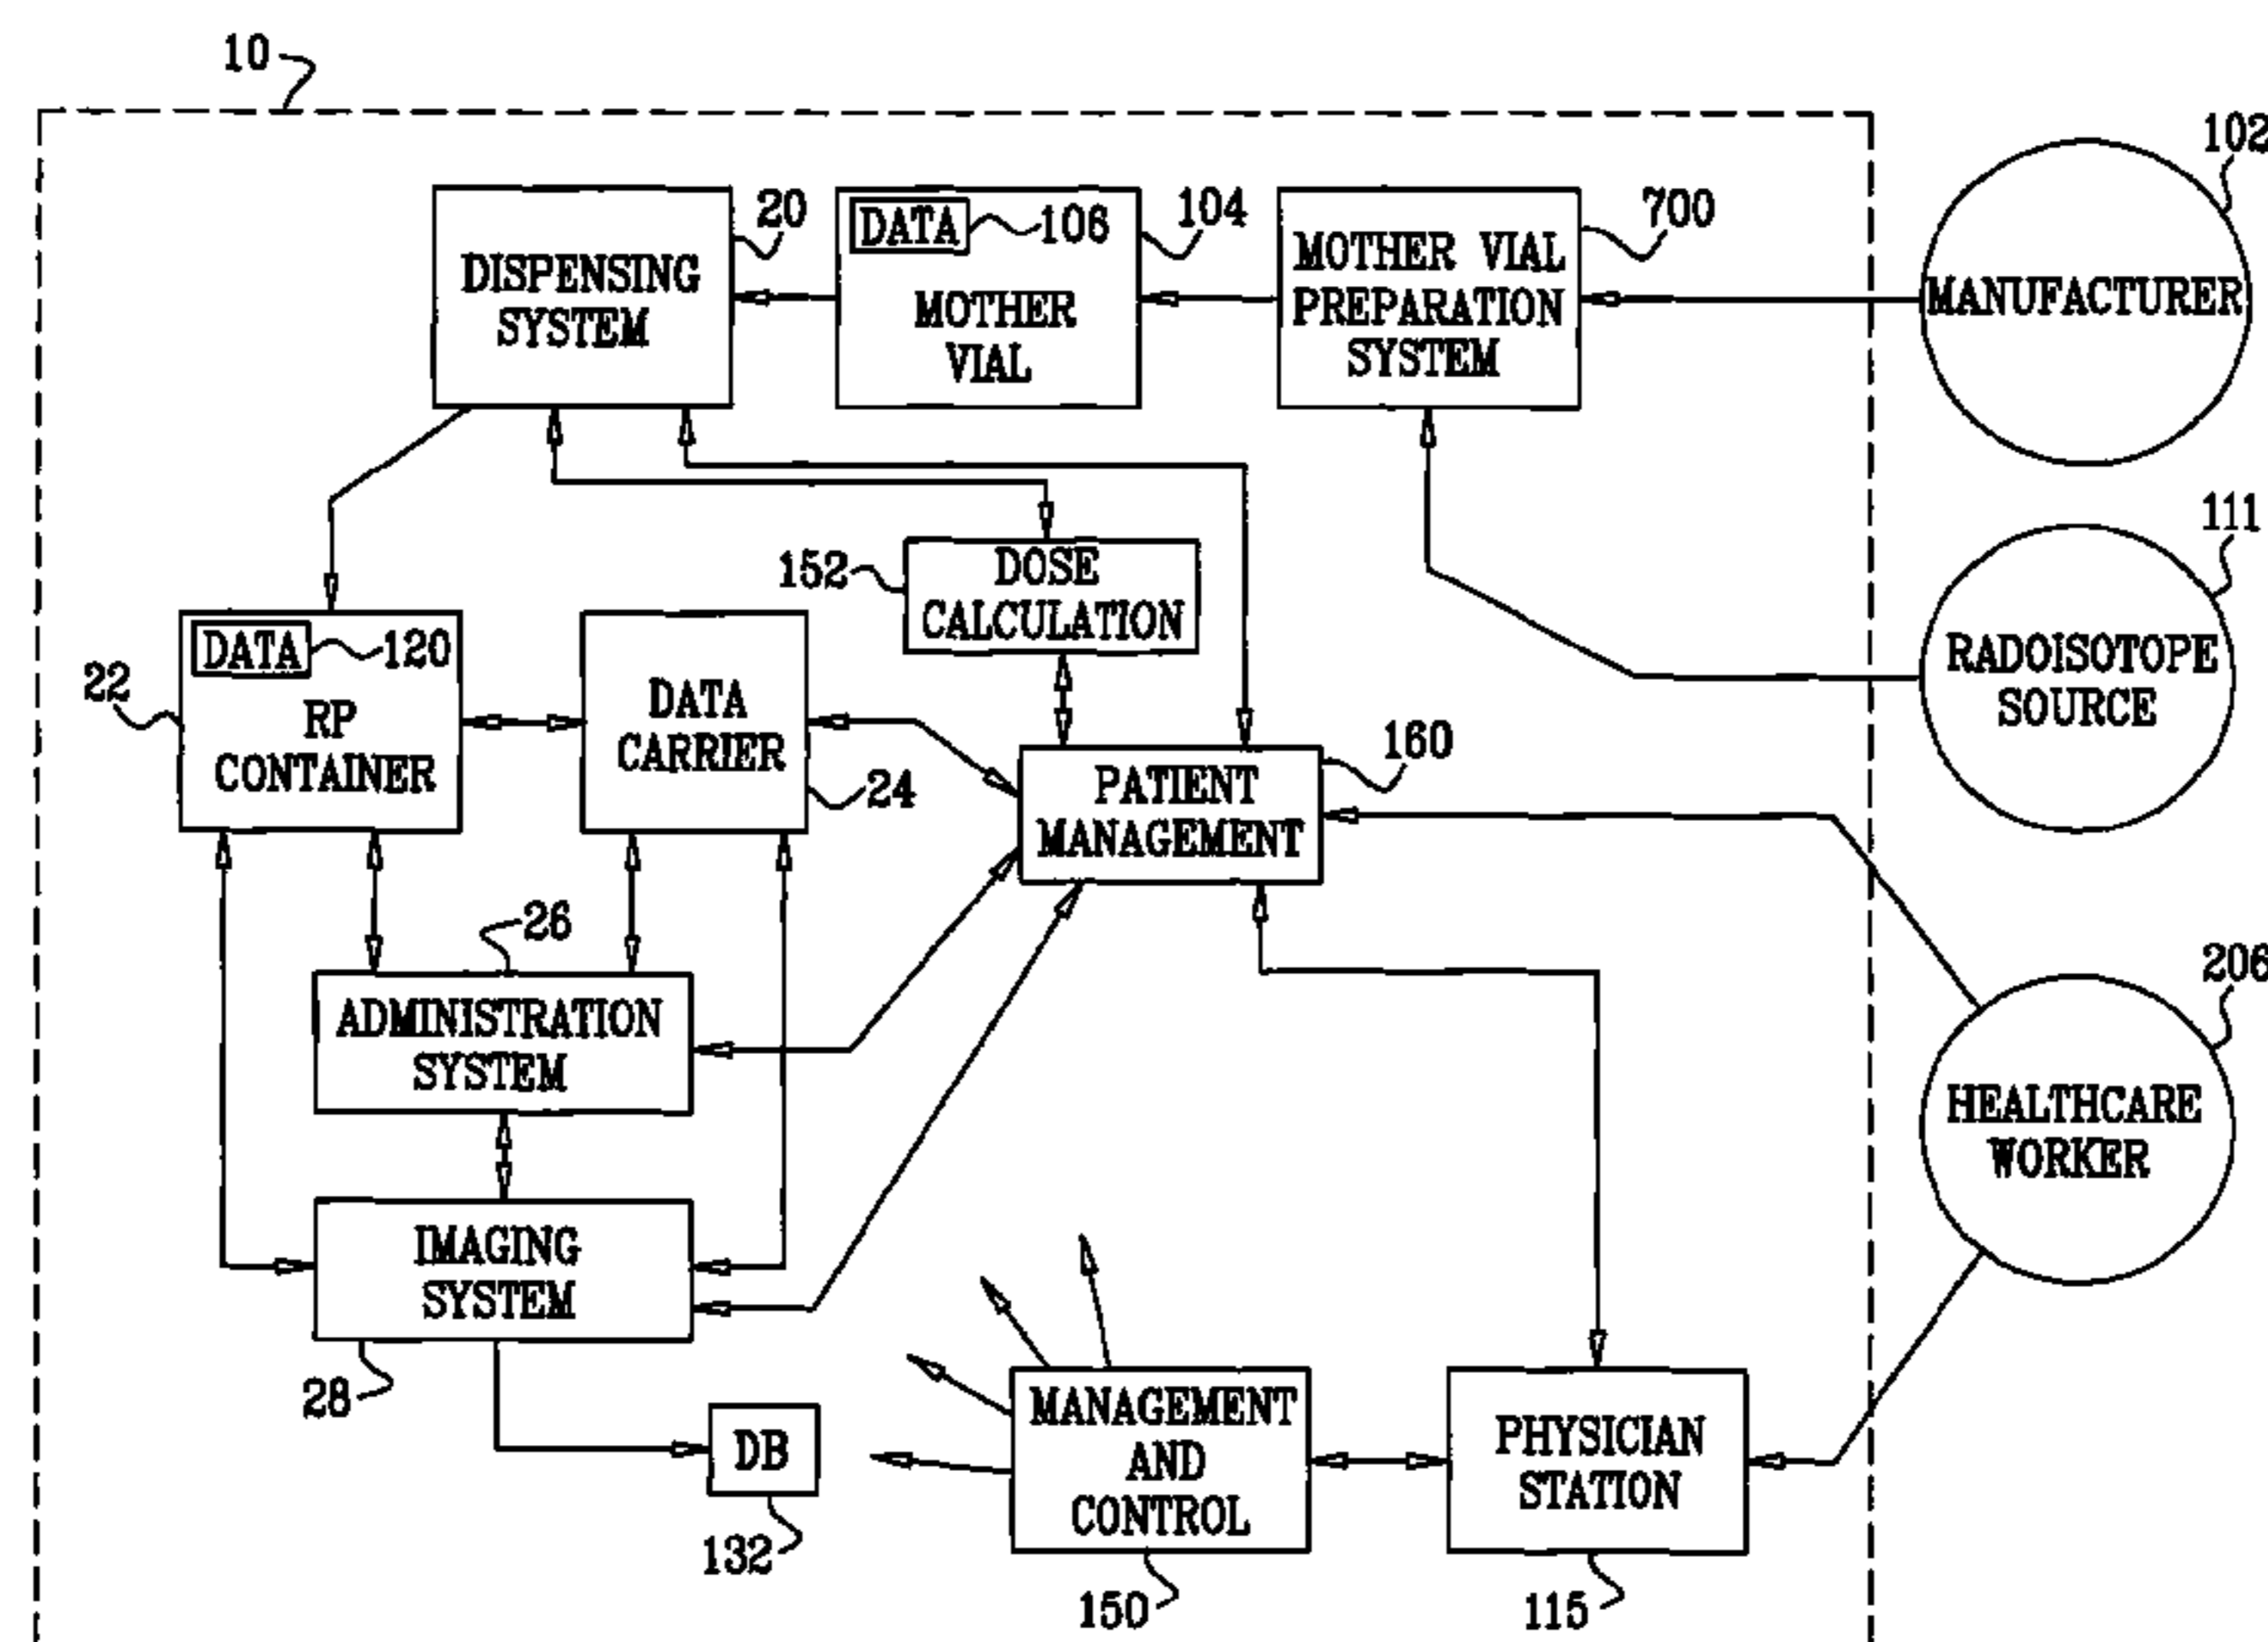 10
102
20
DATA
106
104
700
DISPENSING
SYSTEM
MOTHER
VIAL
MOTHER VIAL
PREPARATION
SYSTEM
MANUFACTURER
111
152
DOSE
CALCULATION
RADOISOTOPE
SOURCE
22
DATA
120
RP
CONTAINER
DATA
CARRIER
24
160
PATIENT
MANAGEMENT
26
206
ADMINISTRATION
SYSTEM
HEALTHCARE
WORKER
IMAGING
SYSTEM
28
DB
132
MANAGEMENT
AND
CONTROL
150
PHYSICIAN
STATION
115